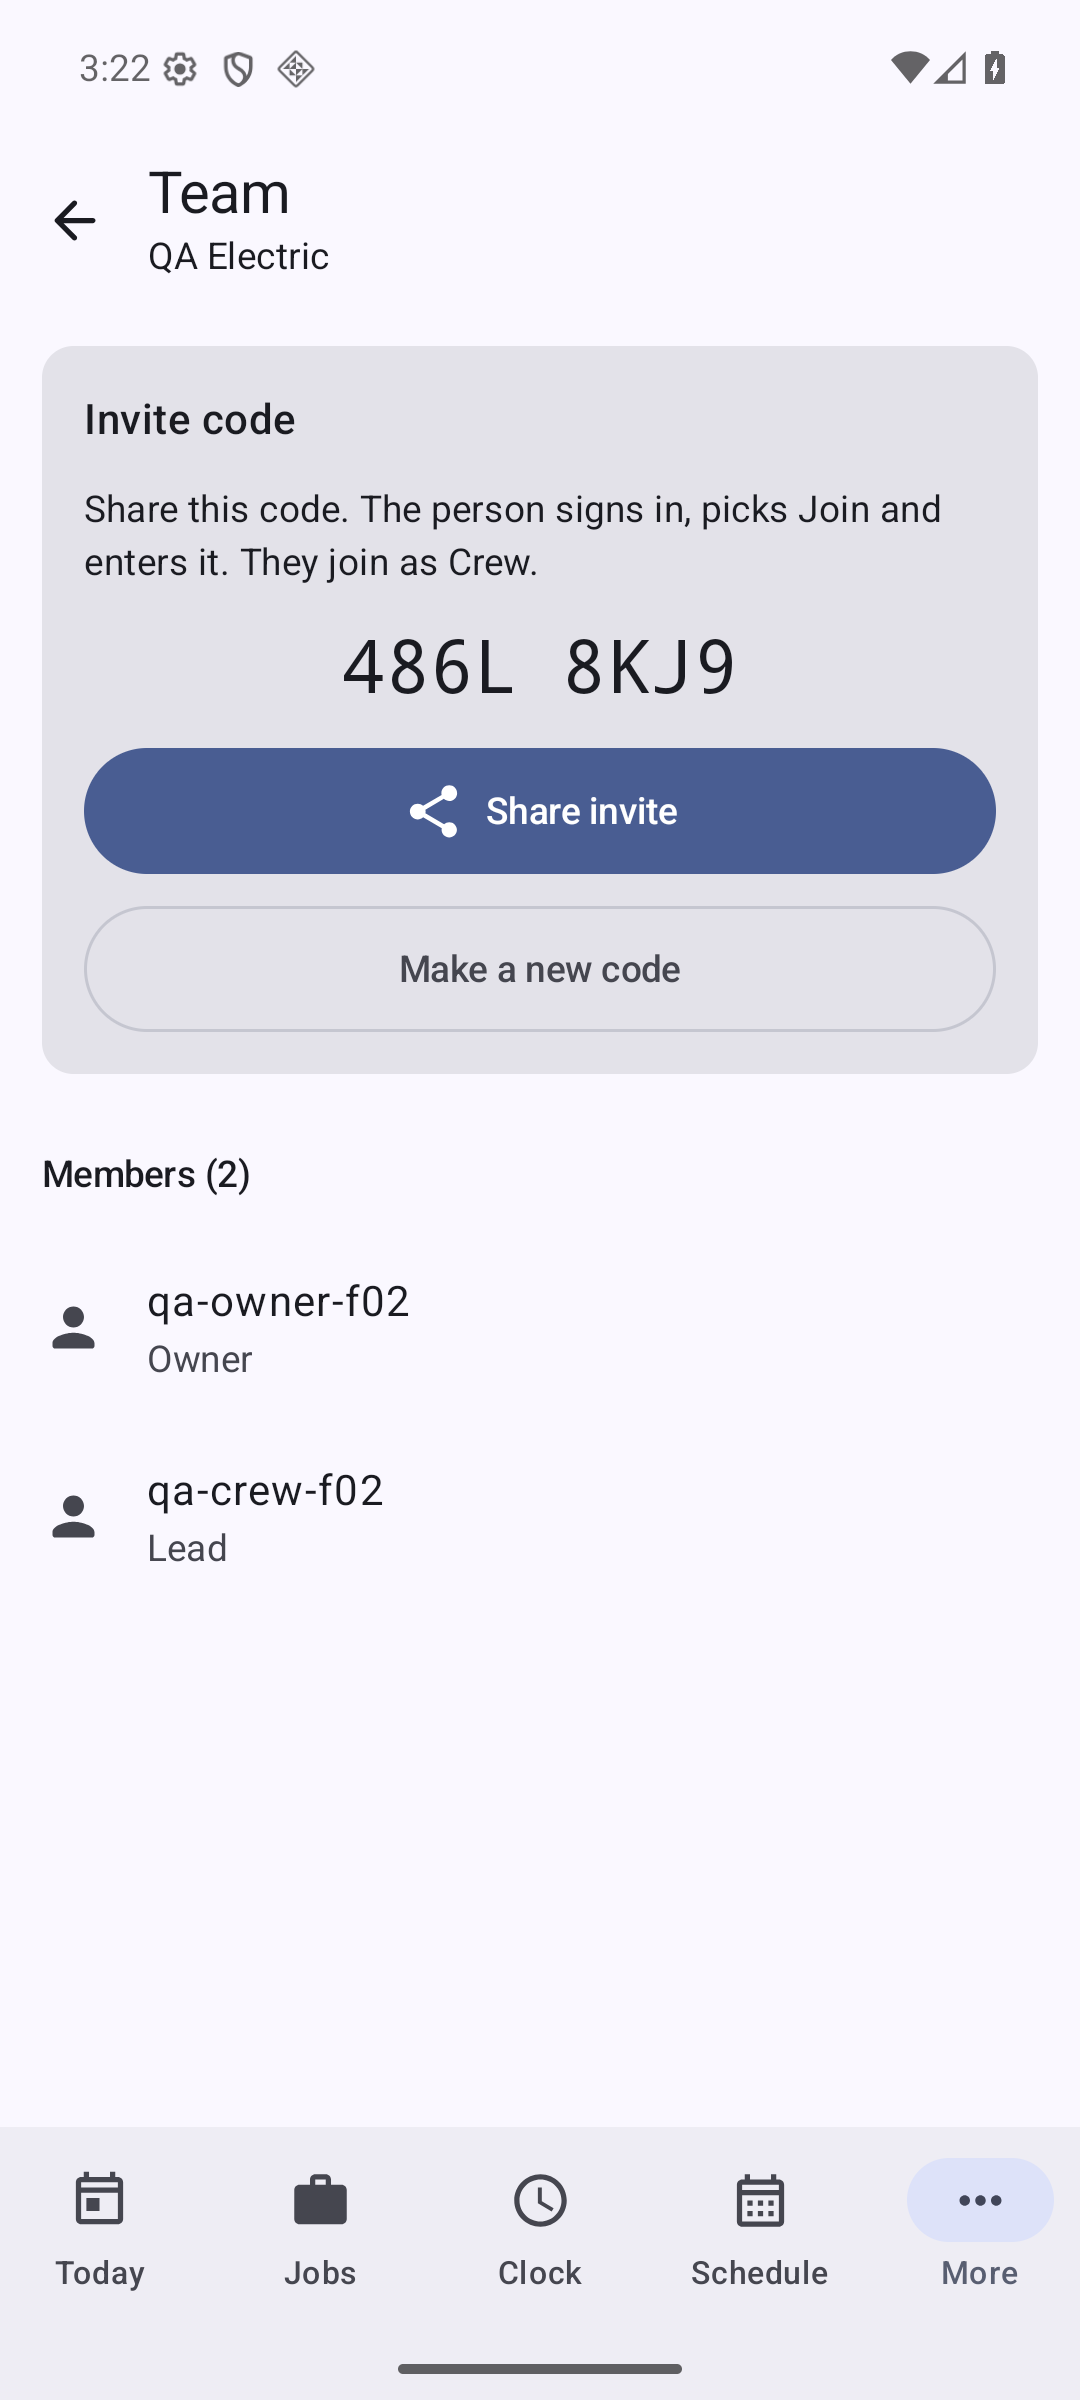 3:22
Team
QA Electric
Invite code
Share this code. The person signs in, picks Join and
enters it. They join as Crew.
486L 8KJ9
Share invite
Make a new code
Members (2)
qa-owner-f02
Owner
qa-crew-f02
Lead
Today
Jobs
Clock
Schedule
More